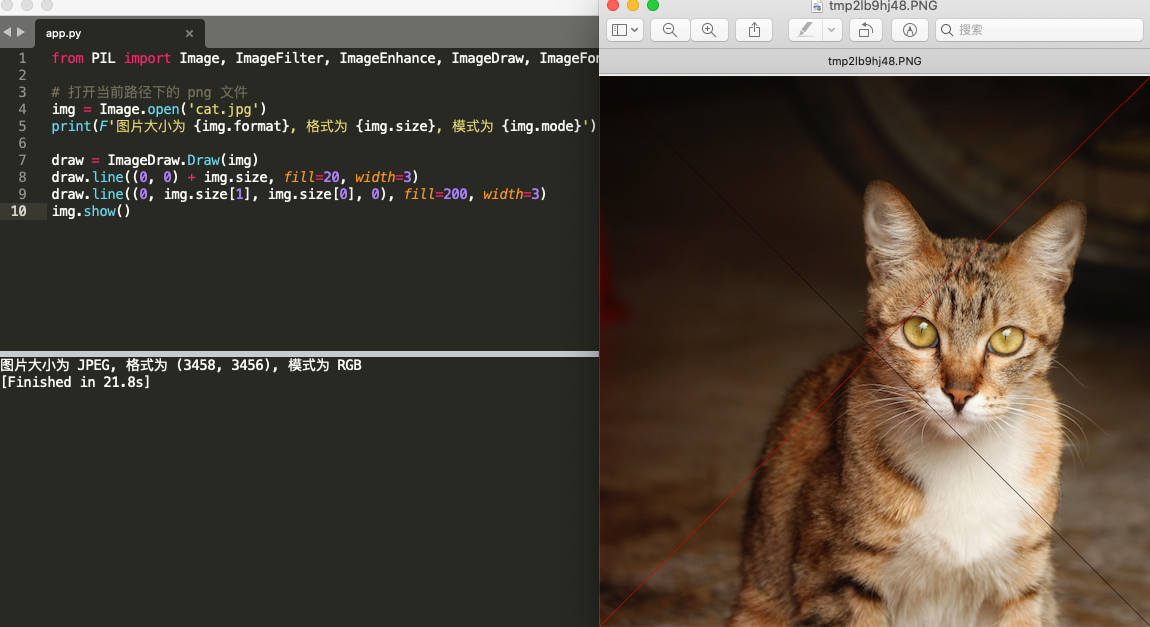 app.py
1 from PIL import Image, ImageFilter, ImageEnhance, ImageDraw, ImageFon
2
3 # 打开当前路径下的 png 文件
4 img = Image.open('cat.jpg')
5 print(F'图片大小为 {img.format}, 格式为 {img.size}, 模式为 {img.mode}')
6
7 draw = ImageDraw.Draw(img)
8 draw.line((0, 0) + img.size, fill=20, width=3)
9 draw.line((0, img.size[1], img.size[0], 0), fill=200, width=3)
10 img.show()
图片大小为 JPEG, 格式为 (3458, 3456), 模式为 RGB
[Finished in 21.8s]
tmp2lb9hj48.PNG
搜索
tmp2lb9hj48.PNG